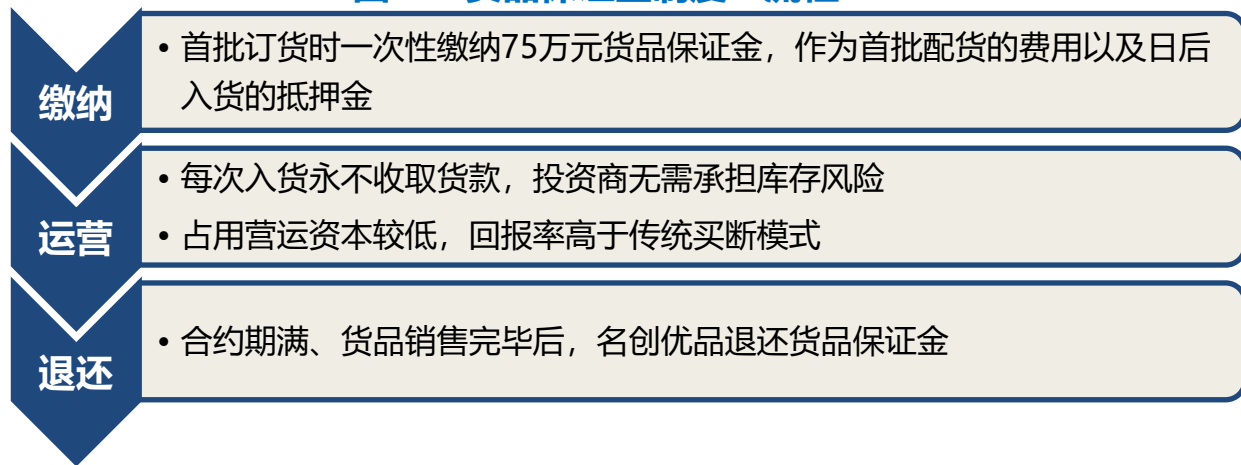 缴纳
• 首批订货时一次性缴纳75万元货品保证金，作为首批配货的费用以及日后
入货的抵押金
运营
• 每次入货永不收取货款，投资商无需承担库存风险
• 占用营运资本较低，回报率高于传统买断模式
退还
• 合约期满、货品销售完毕后，名创优品退还货品保证金